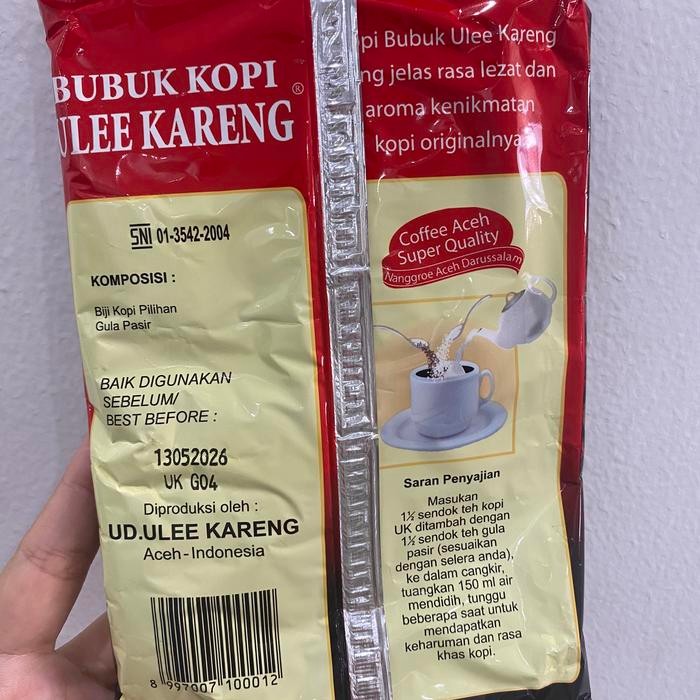 BUBUK KOPI
ULEE KARENG ®
SNI 01-3542-2004
KOMPOSISI :
Biji Kopi Pilihan
Gula Pasir
BAIK DIGUNAKAN
SEBELUM/
BEST BEFORE :
13052026
UK G04
Diproduksi oleh :
UD.ULEE KARENG
Aceh-Indonesia
8 997007 100012
Bubuk Ulee Kareng
jelas rasa lezat dan
aroma kenikmatan
kopi originalnya
Coffee Aceh
Super Quality
Nanggroe Aceh Darussalam
Saran Penyajian
Masukan
1½ sendok teh kopi
UK ditambah dengan
1½ sendok teh gula
pasir (sesuaikan
dengan selera anda),
ke dalam cangkir,
tuangkan 150 ml air
mendidih, tunggu
beberapa saat untuk
mendapatkan
keharuman dan rasa
khas kopi.